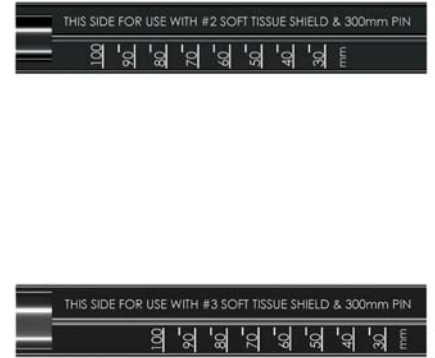 THIS SIDE FOR USE WITH #2 SOFT TISSUE SHIELD & 300mm PIN
100 90 80 70 60 50 40 30 mm
THIS SIDE FOR USE WITH #3 SOFT TISSUE SHIELD & 300mm PIN
100 90 80 70 60 50 40 30 mm